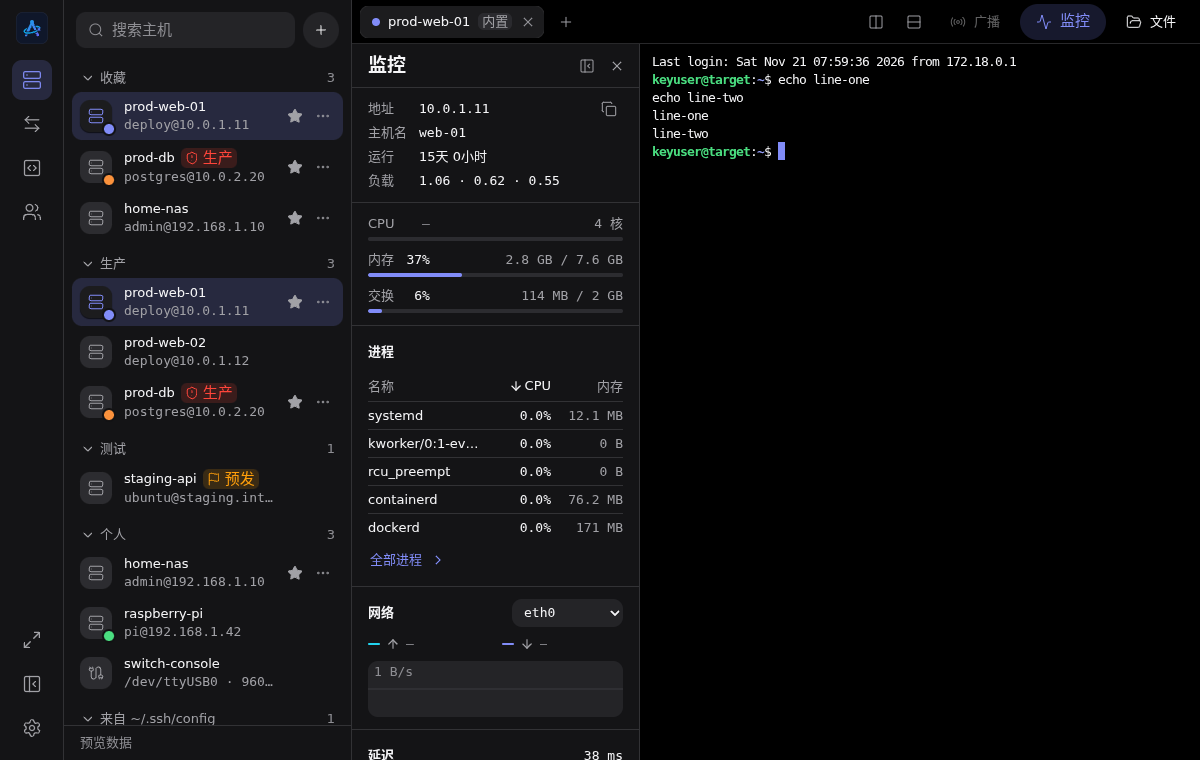 搜索主机
收藏 3
prod-web-01
deploy@10.0.1.11
prod-db 生产
postgres@10.0.2.20
home-nas
admin@192.168.1.10
生产 3
prod-web-01
deploy@10.0.1.11
prod-web-02
deploy@10.0.1.12
prod-db 生产
postgres@10.0.2.20
测试 1
staging-api 预发
ubuntu@staging.int…
个人 3
home-nas
admin@192.168.1.10
raspberry-pi
pi@192.168.1.42
switch-console
/dev/ttyUSB0 · 960…
来自 ~/.ssh/config 1
预览数据
prod-web-01 内置
广播 监控 文件
监控
地址 10.0.1.11
主机名 web-01
运行 15天 0小时
负载 1.06 · 0.62 · 0.55
CPU — 4 核
内存 37% 2.8 GB / 7.6 GB
交换 6% 114 MB / 2 GB
进程
名称 CPU 内存
systemd 0.0% 12.1 MB
kworker/0:1-ev… 0.0% 0 B
rcu_preempt 0.0% 0 B
containerd 0.0% 76.2 MB
dockerd 0.0% 171 MB
全部进程
网络 eth0
— —
1 B/s
延迟 38 ms
Last login: Sat Nov 21 07:59:36 2026 from 172.18.0.1
keyuser@target:~$ echo line-one
echo line-two
line-one
line-two
keyuser@target:~$